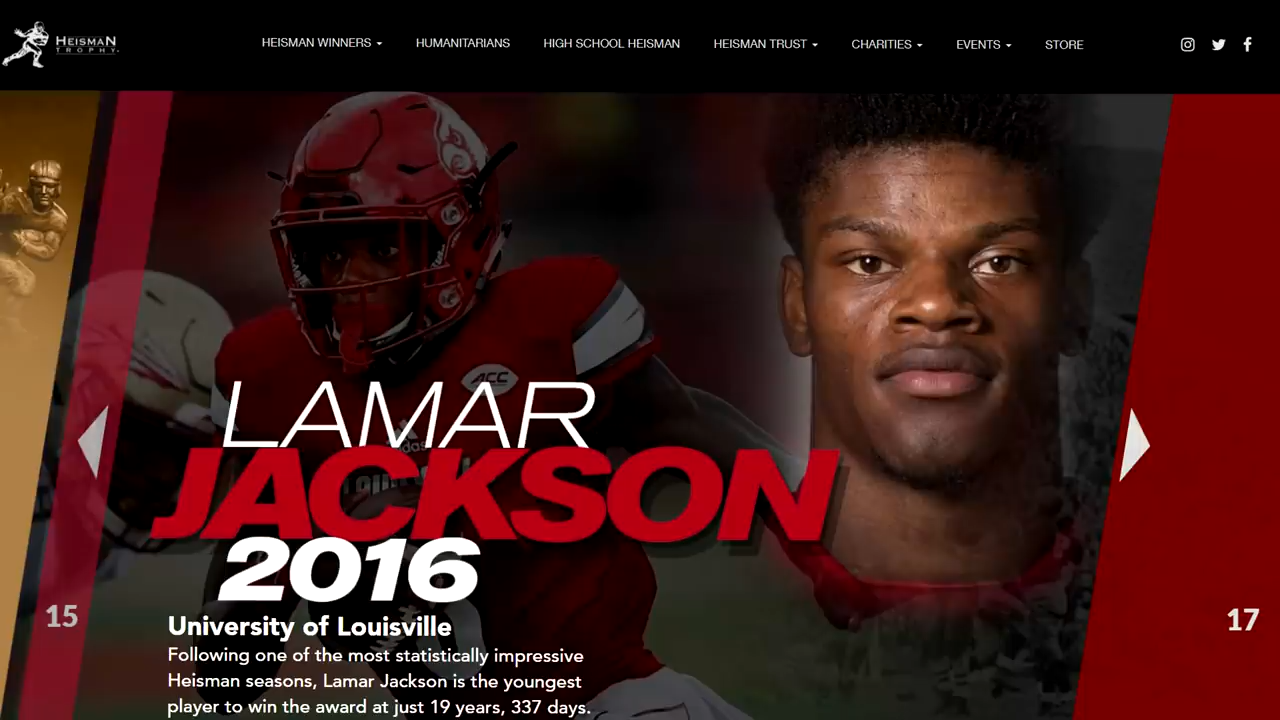 HEISMAN
TROPHY
HEISMAN WINNERS
HUMANITARIANS
HIGH SCHOOL HEISMAN
HEISMAN TRUST
CHARITIES
EVENTS
STORE
ACC
LAMAR
adidas
JACKSON
2016
15
17
University of Louisville
Following one of the most statistically impressive
Heisman seasons, Lamar Jackson is the youngest
player to win the award at just 19 years, 337 days.